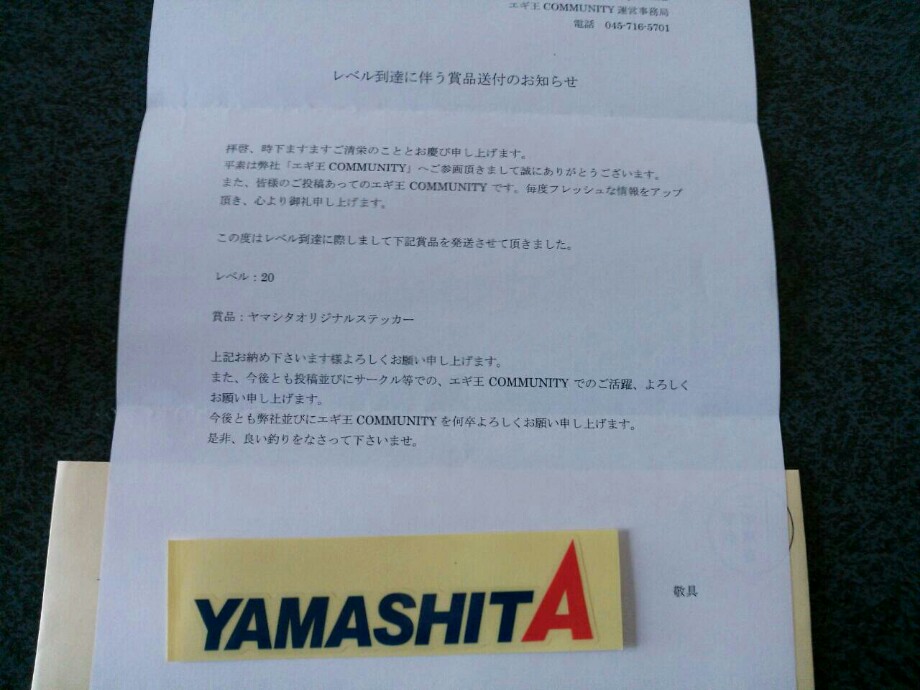 エギ王 COMMUNITY 運営事務局
電話 045-716-5701
レベル到達に伴う賞品送付のお知らせ
拝啓、時下ますますご清栄のこととお慶び申し上げます。
平素は弊社「エギ王 COMMUNITY」へご参画頂きまして誠にありがとうございます。
また、皆様のご投稿あってのエギ王 COMMUNITY です。毎度フレッシュな情報をアップ
頂き、心より御礼申し上げます。
この度はレベル到達に際しまして下記賞品を発送させて頂きました。
レベル：20
賞品：ヤマシタオリジナルステッカー
上記お納め下さいます様よろしくお願い申し上げます。
また、今後とも投稿並びにサークル等での、エギ王 COMMUNITY でのご活躍、よろしく
お願い申し上げます。
今後とも弊社並びにエギ王 COMMUNITY を何卒よろしくお願い申し上げます。
是非、良い釣りをなさって下さいませ。
敬具
YAMASHITA